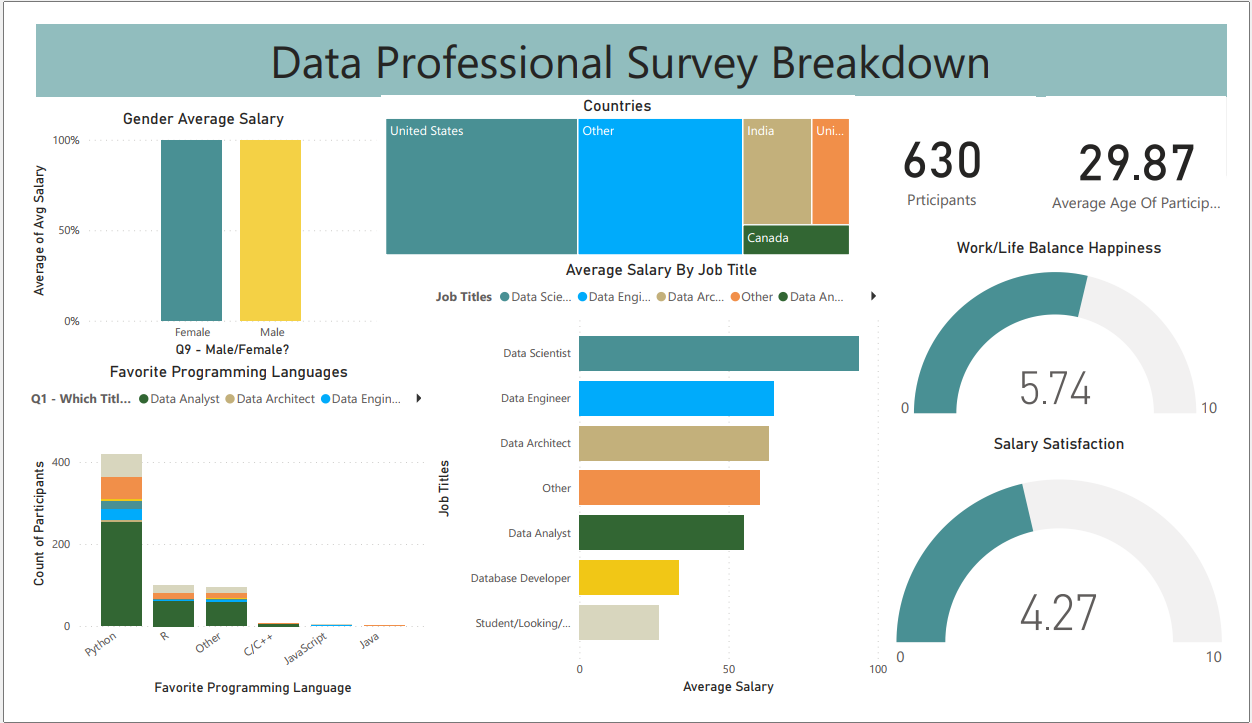 Data Professional Survey Breakdown
Gender Average Salary
100%
50%
0%
Average of Avg Salary
Female
Male
Q9 - Male/Female?
Countries
United States
Other
India
Uni...
Canada
630
Prticipants
29.87
Average Age Of Particip...
Average Salary By Job Title
Job Titles Data Scie... Data Engi... Data Arc... Other Data An...
Job Titles
Data Scientist
Data Engineer
Data Architect
Other
Data Analyst
Database Developer
Student/Looking/...
0
50
100
Average Salary
Work/Life Balance Happiness
5.74
0
10
Salary Satisfaction
4.27
0
10
Favorite Programming Languages
Q1 - Which Titl... Data Analyst Data Architect Data Engin...
Count of Participants
400
200
0
Python
R
Other
C/C++
JavaScript
Java
Favorite Programming Language